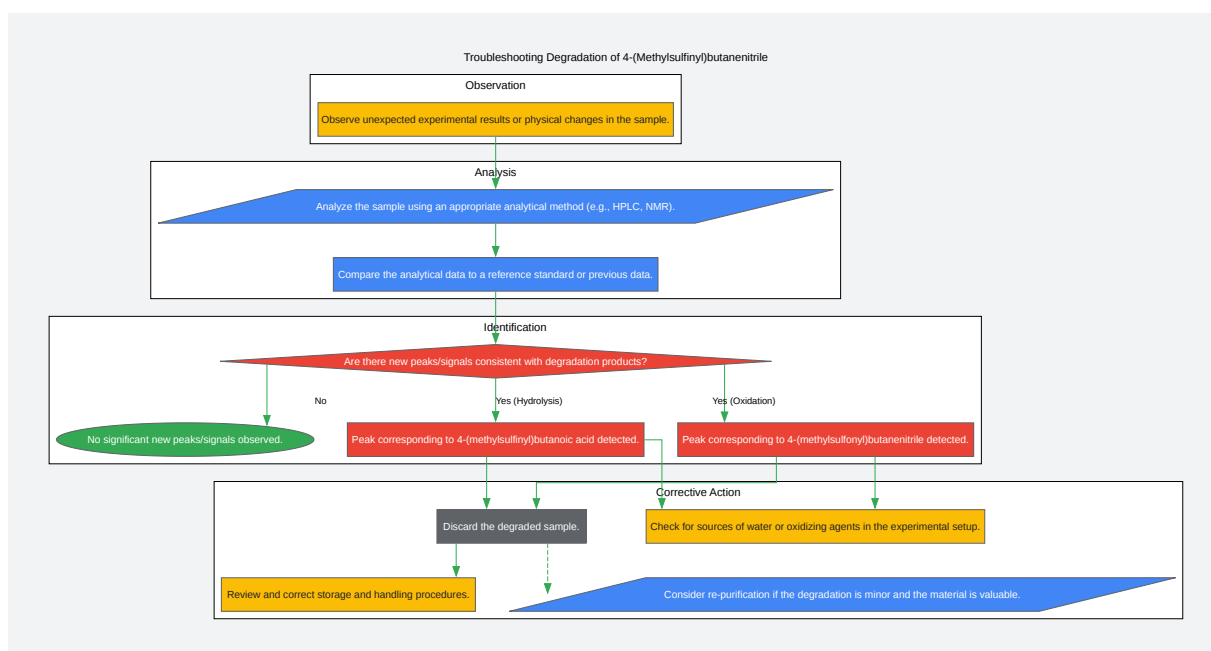 Troubleshooting Degradation of 4-(Methylsulfinyl)butanenitrile
Observation
Observe unexpected experimental results or physical changes in the sample.
Analysis
Analyze the sample using an appropriate analytical method (e.g., HPLC, NMR).
Compare the analytical data to a reference standard or previous data.
Identification
Are there new peaks/signals consistent with degradation products?
No
Yes (Hydrolysis)
Yes (Oxidation)
No significant new peaks/signals observed.
Peak corresponding to 4-(methylsulfinyl)butanoic acid detected.
Peak corresponding to 4-(methylsulfonyl)butanenitrile detected.
Corrective Action
Discard the degraded sample.
Check for sources of water or oxidizing agents in the experimental setup.
Review and correct storage and handling procedures.
Consider re-purification if the degradation is minor and the material is valuable.